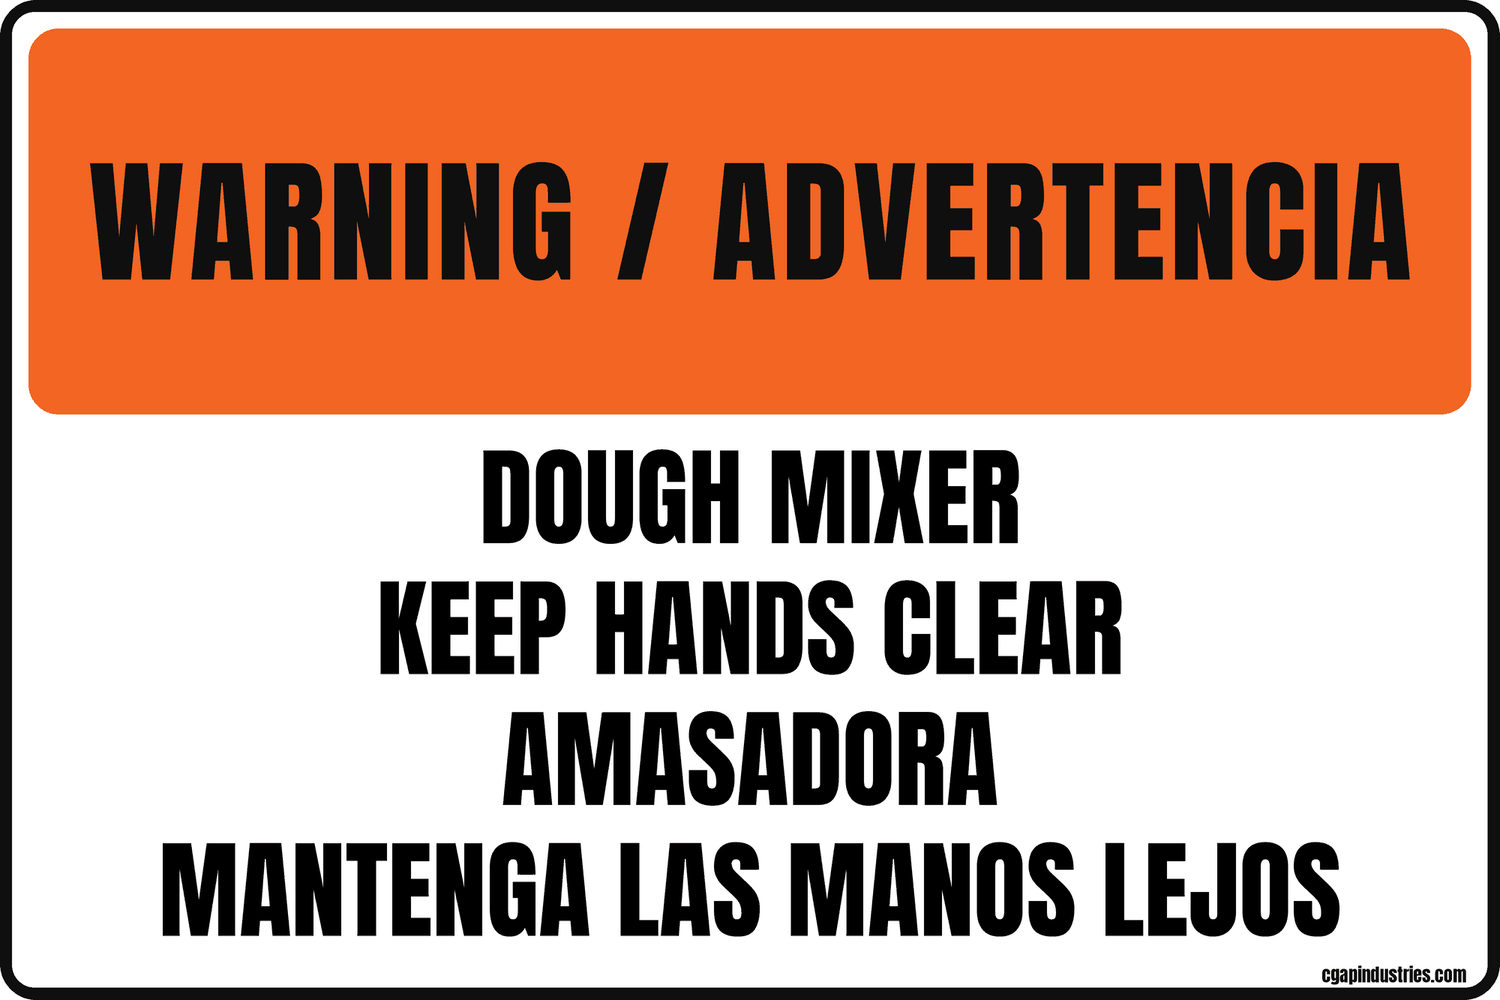 WARNING / ADVERTENCIA
DOUGH MIXER
KEEP HANDS CLEAR
AMASADORA
MANTENGA LAS MANOS LEJOS
cgapindustries.com